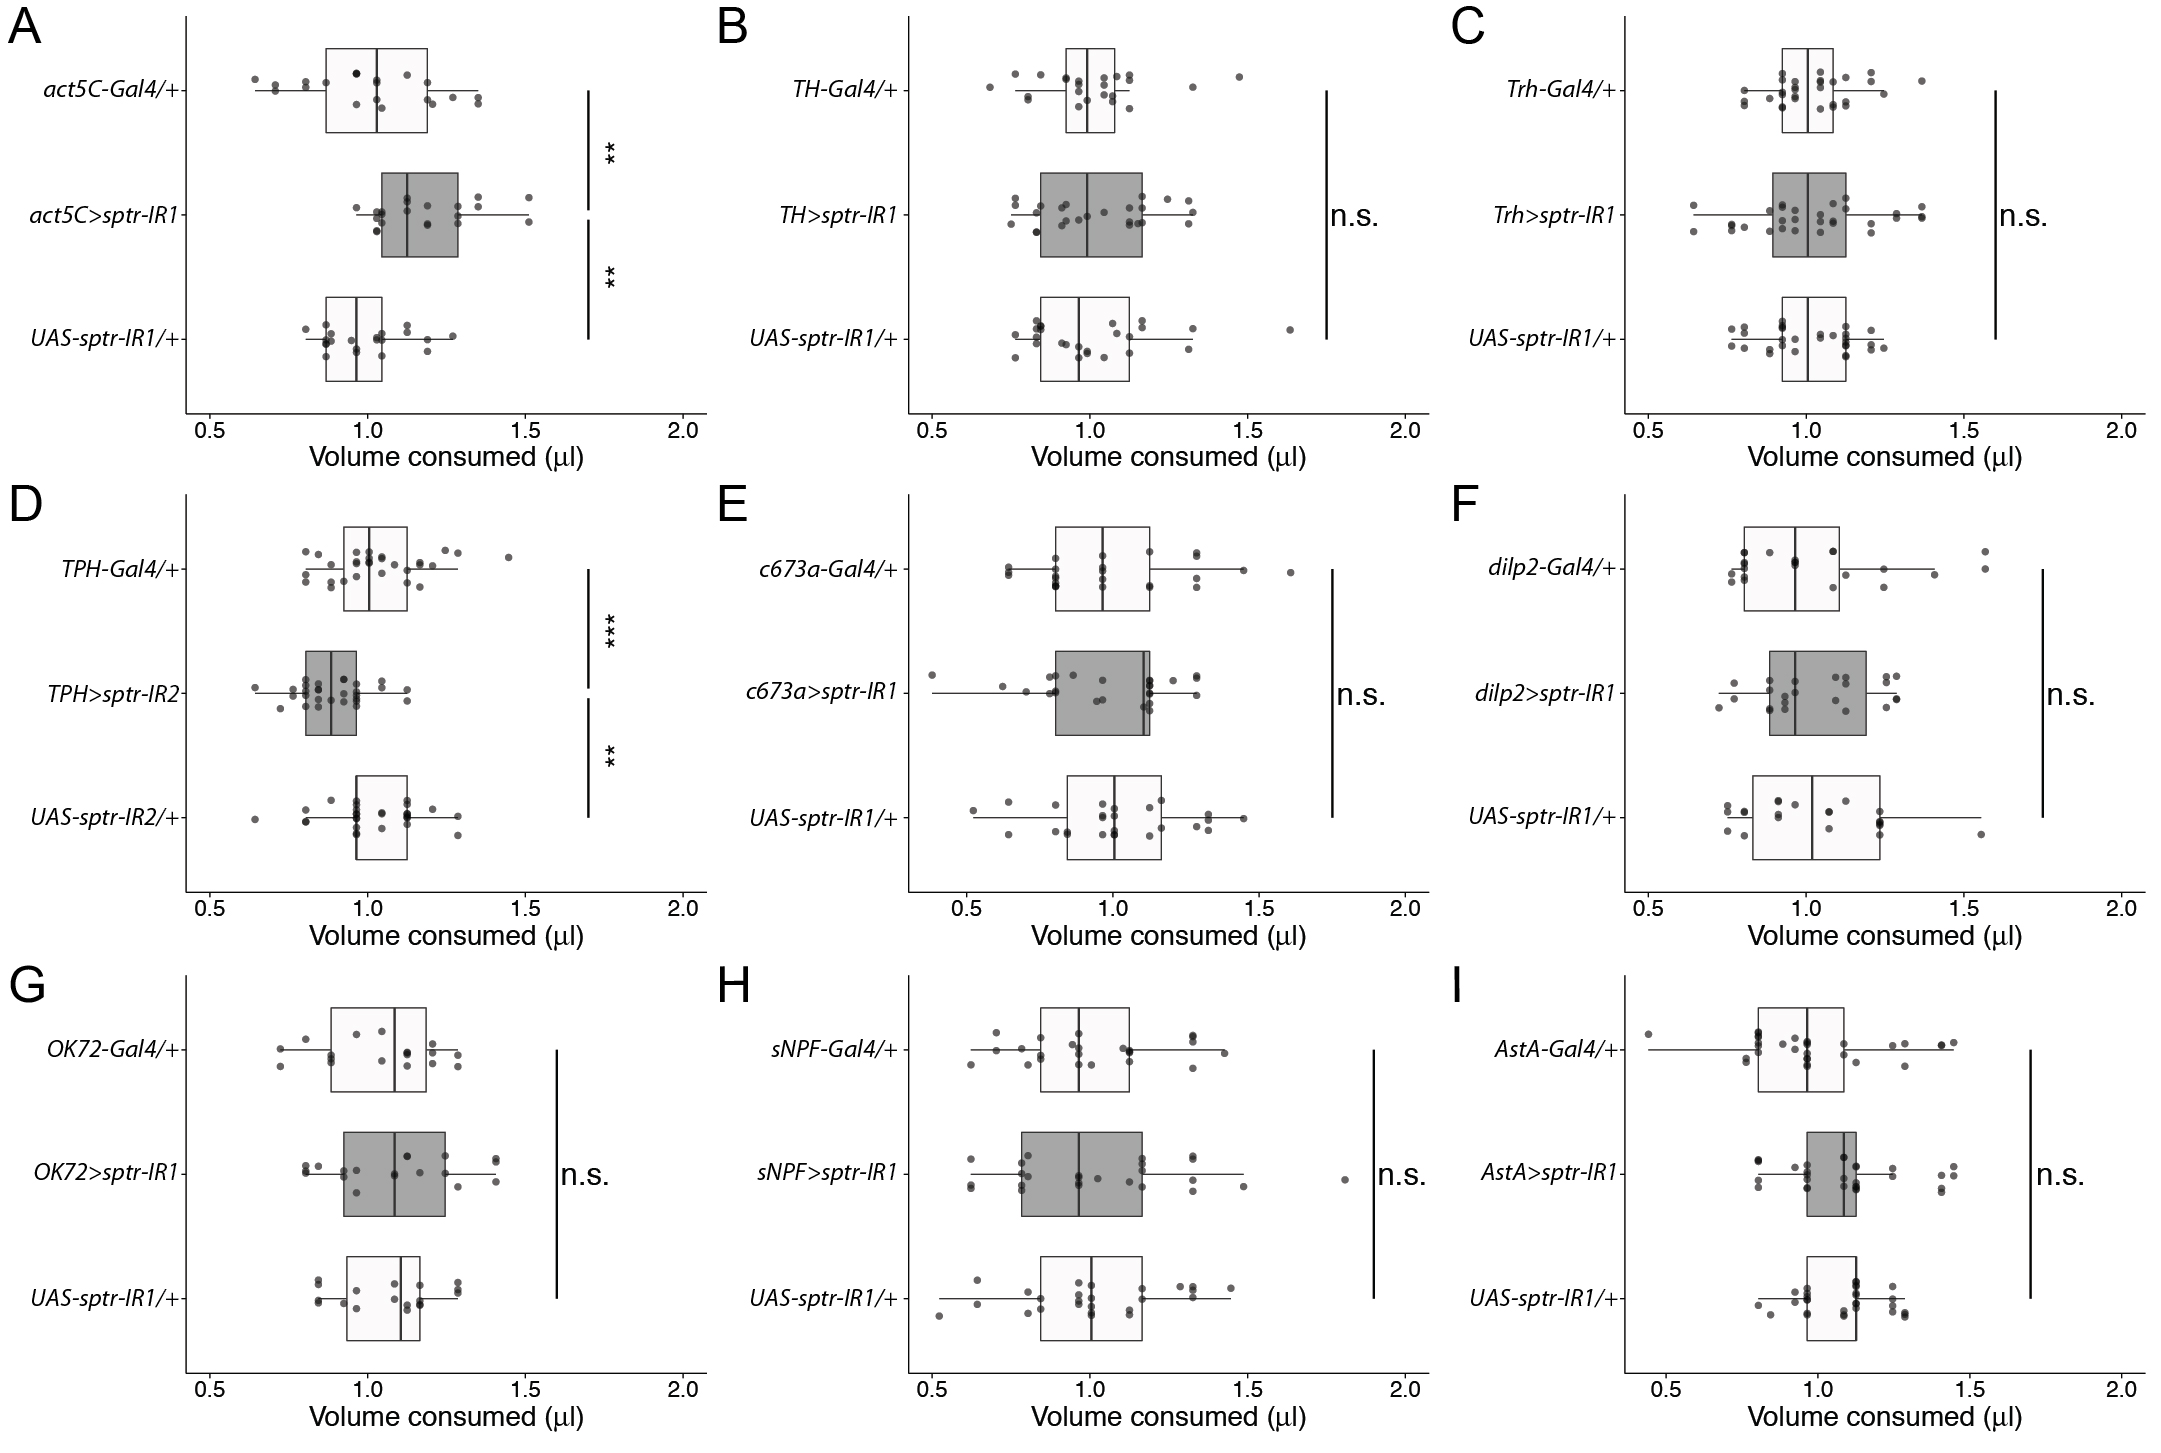 A
act5C-Gal4/+
act5C>sptr-IR1
UAS-sptr-IR1/+
**
**
0.5 1.0 1.5 2.0
Volume consumed (μl)
B
TH-Gal4/+
TH>sptr-IR1
UAS-sptr-IR1/+
n.s.
0.5 1.0 1.5 2.0
Volume consumed (μl)
C
Trh-Gal4/+
Trh>sptr-IR1
UAS-sptr-IR1/+
n.s.
0.5 1.0 1.5 2.0
Volume consumed (μl)
D
TPH-Gal4/+
TPH>sptr-IR2
UAS-sptr-IR2/+
***
**
0.5 1.0 1.5 2.0
Volume consumed (μl)
E
c673a-Gal4/+
c673a>sptr-IR1
UAS-sptr-IR1/+
n.s.
0.5 1.0 1.5 2.0
Volume consumed (μl)
F
dilp2-Gal4/+
dilp2>sptr-IR1
UAS-sptr-IR1/+
n.s.
0.5 1.0 1.5 2.0
Volume consumed (μl)
G
OK72-Gal4/+
OK72>sptr-IR1
UAS-sptr-IR1/+
n.s.
0.5 1.0 1.5 2.0
Volume consumed (μl)
H
sNPF-Gal4/+
sNPF>sptr-IR1
UAS-sptr-IR1/+
n.s.
0.5 1.0 1.5 2.0
Volume consumed (μl)
I
AstA-Gal4/+
AstA>sptr-IR1
UAS-sptr-IR1/+
n.s.
0.5 1.0 1.5 2.0
Volume consumed (μl)